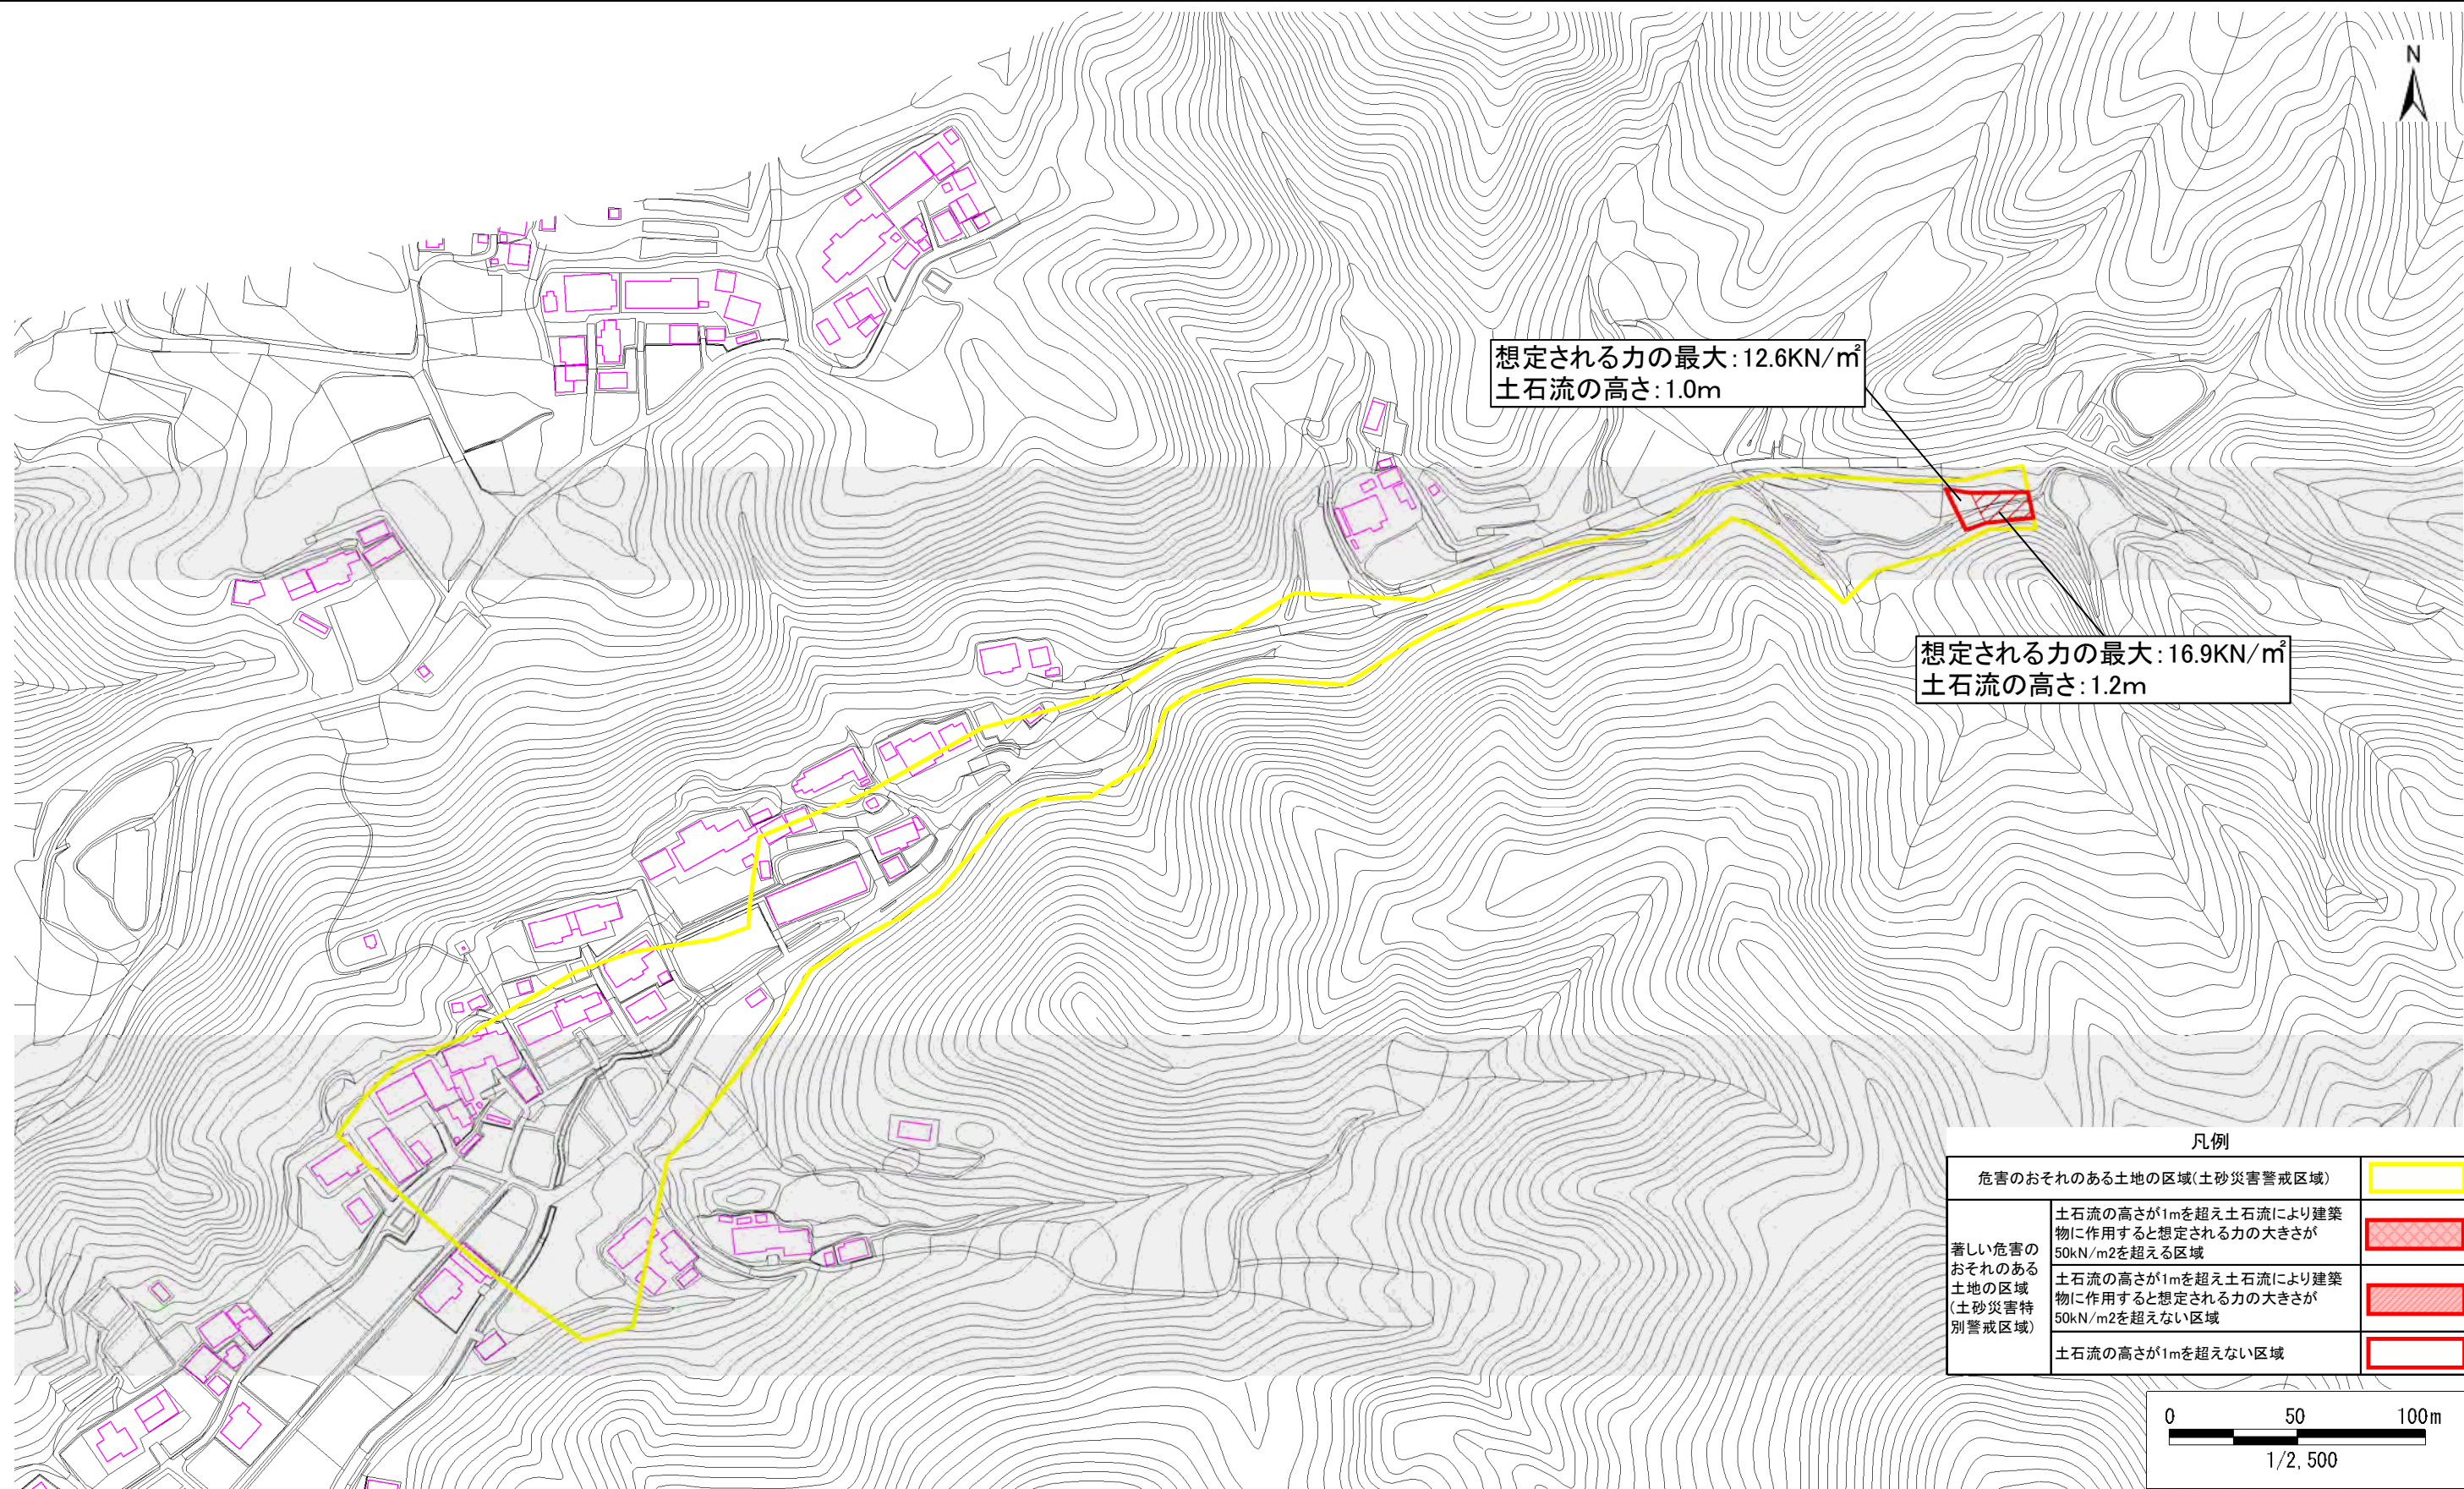 N
想定される力の最大:12.6KN/㎡
土石流の高さ:1.0m
想定される力の最大:16.9KN/㎡
土石流の高さ:1.2m
凡例
危害のおそれのある土地の区域(土砂災害警戒区域)
著しい危害の
おそれのある
土地の区域
(土砂災害特
別警戒区域)
土石流の高さが1mを超え土石流により建築
物に作用すると想定される力の大きさが
50kN/m2を超える区域
土石流の高さが1mを超え土石流により建築
物に作用すると想定される力の大きさが
50kN/m2を超えない区域
土石流の高さが1mを超えない区域
0 50 100m
1/2,500